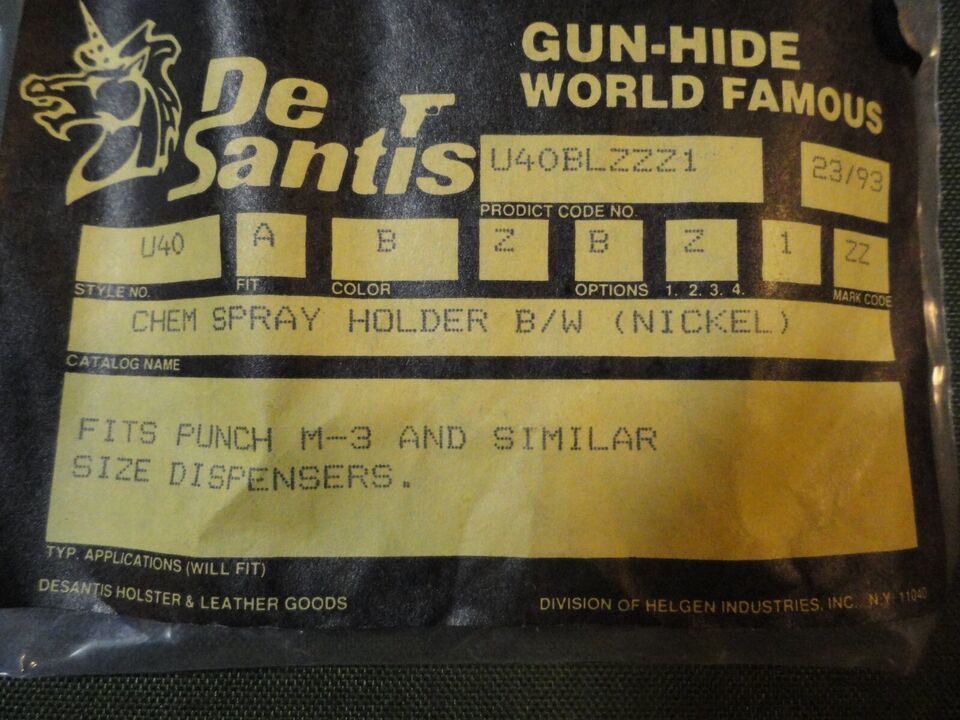 GUN-HIDE
WORLD FAMOUS
De Santis
U40BLZZZ1 23/93
PRODICT CODE NO.
U40 A B Z B Z 1 ZZ
STYLE NO. FIT COLOR OPTIONS 1. 2. 3. 4. MARK CODE
CHEM SPRAY HOLDER B/W (NICKEL)
CATALOG NAME
FITS PUNCH M-3 AND SIMILAR
SIZE DISPENSERS.
TYP. APPLICATIONS (WILL FIT)
DESANTIS HOLSTER & LEATHER GOODS DIVISION OF HELGEN INDUSTRIES, INC. N.Y. 11040